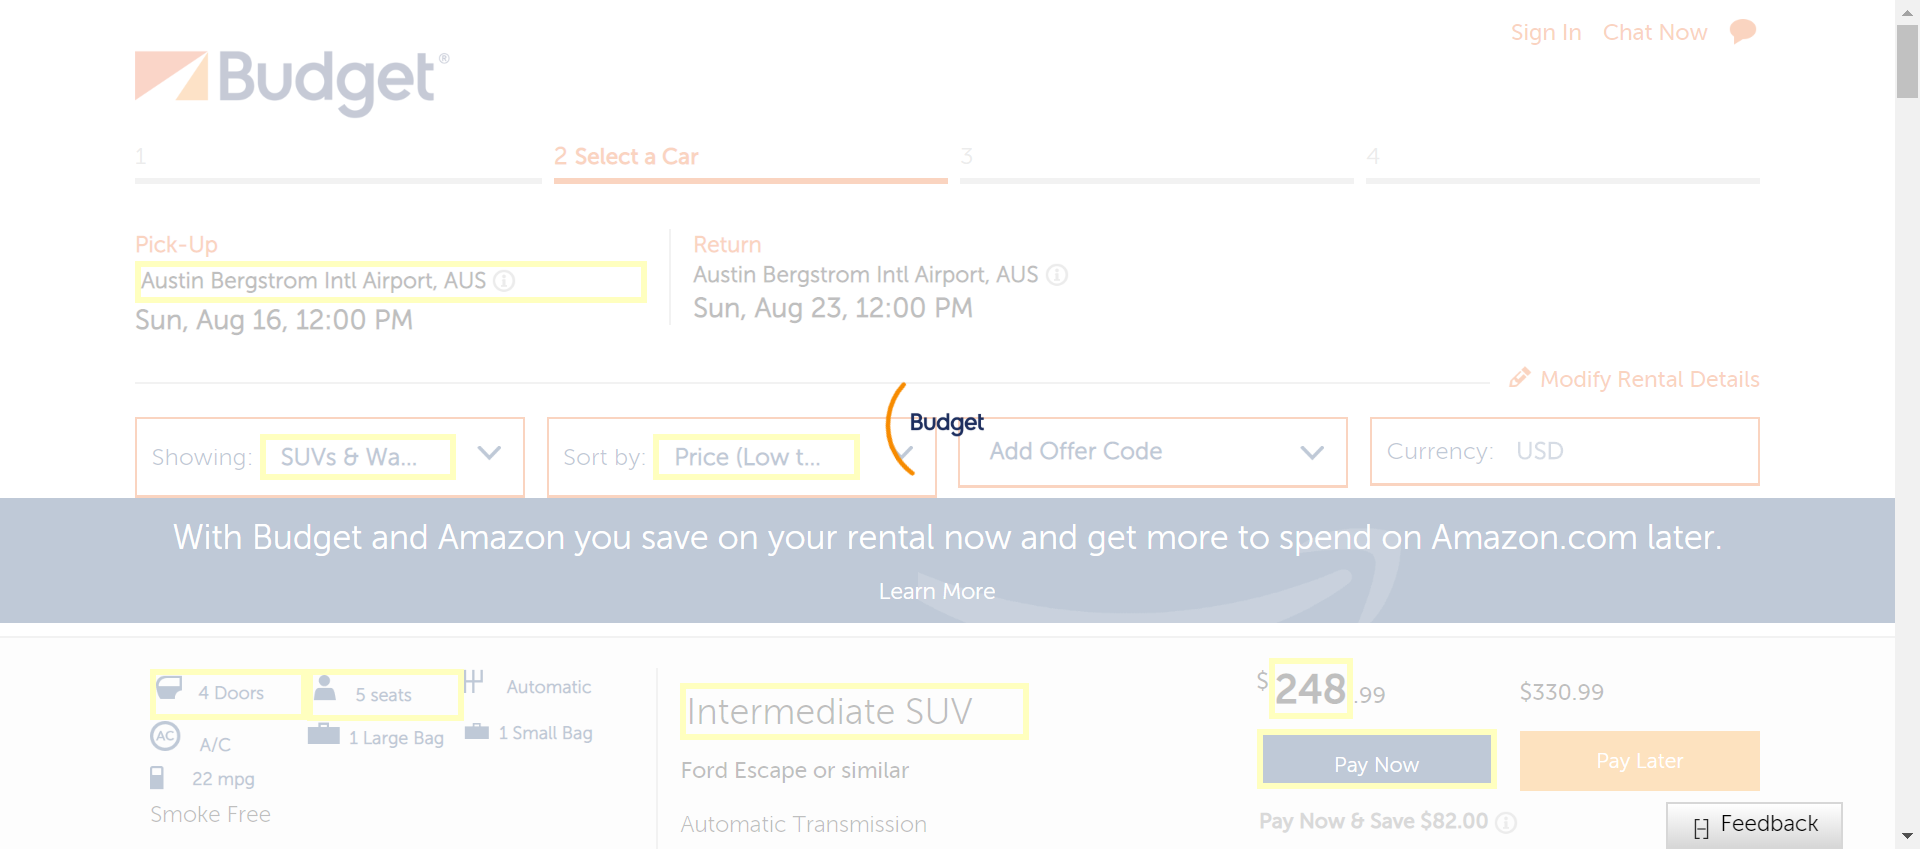 Sign In Chat Now
Budget®
1 2 Select a Car 3 4
Pick-Up
Austin Bergstrom Intl Airport, AUS
Sun, Aug 16, 12:00 PM
Return
Austin Bergstrom Intl Airport, AUS
Sun, Aug 23, 12:00 PM
Modify Rental Details
Showing: SUVs & Wa...
Sort by: Price (Low t...
Budget
Add Offer Code
Currency: USD
With Budget and Amazon you save on your rental now and get more to spend on Amazon.com later.
Learn More
4 Doors
5 seats
Automatic
AC A/C
1 Large Bag
1 Small Bag
22 mpg
Smoke Free
Intermediate SUV
Ford Escape or similar
Automatic Transmission
$248.99
Pay Now
Pay Now & Save $82.00
$330.99
Pay Later
[-] Feedback